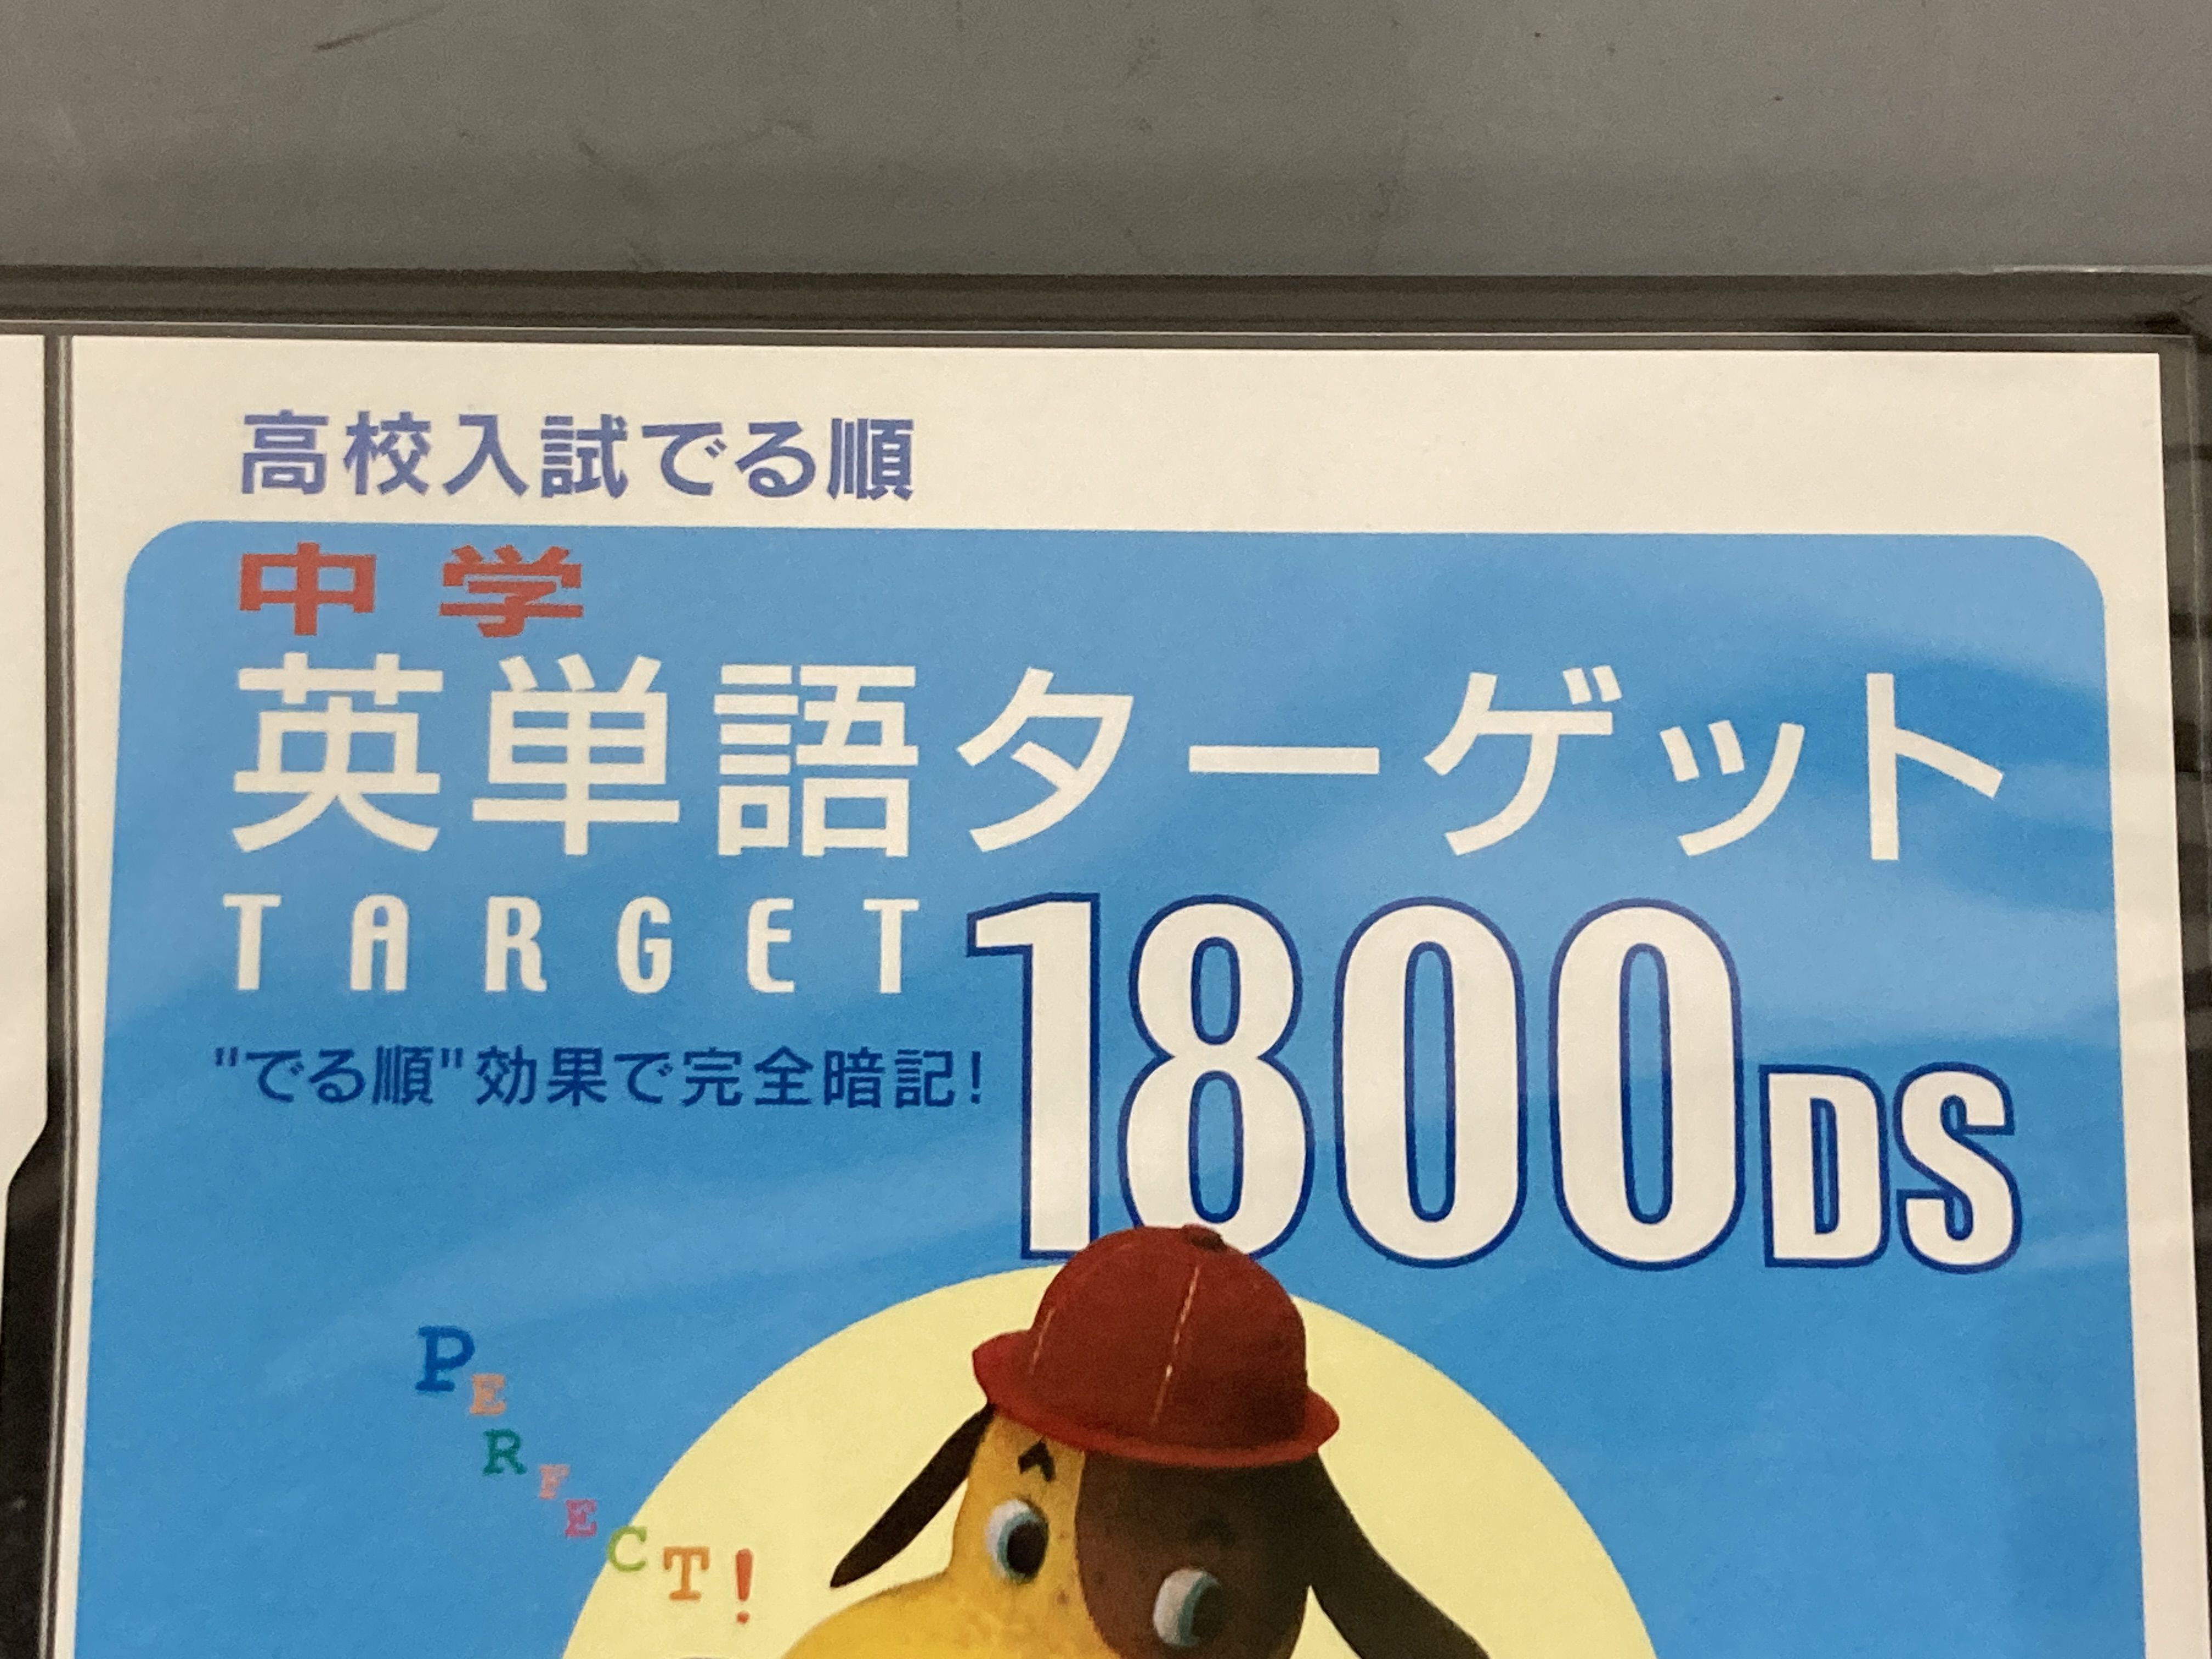 高校入試でる順
中学
英単語ターゲット
TARGET 1800DS
"でる順"効果で完全暗記!
PERFECT!